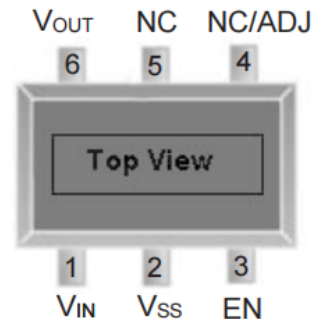 VOUT NC NC/ADJ
6 5 4
Top View
1 2 3
VIN VSS EN